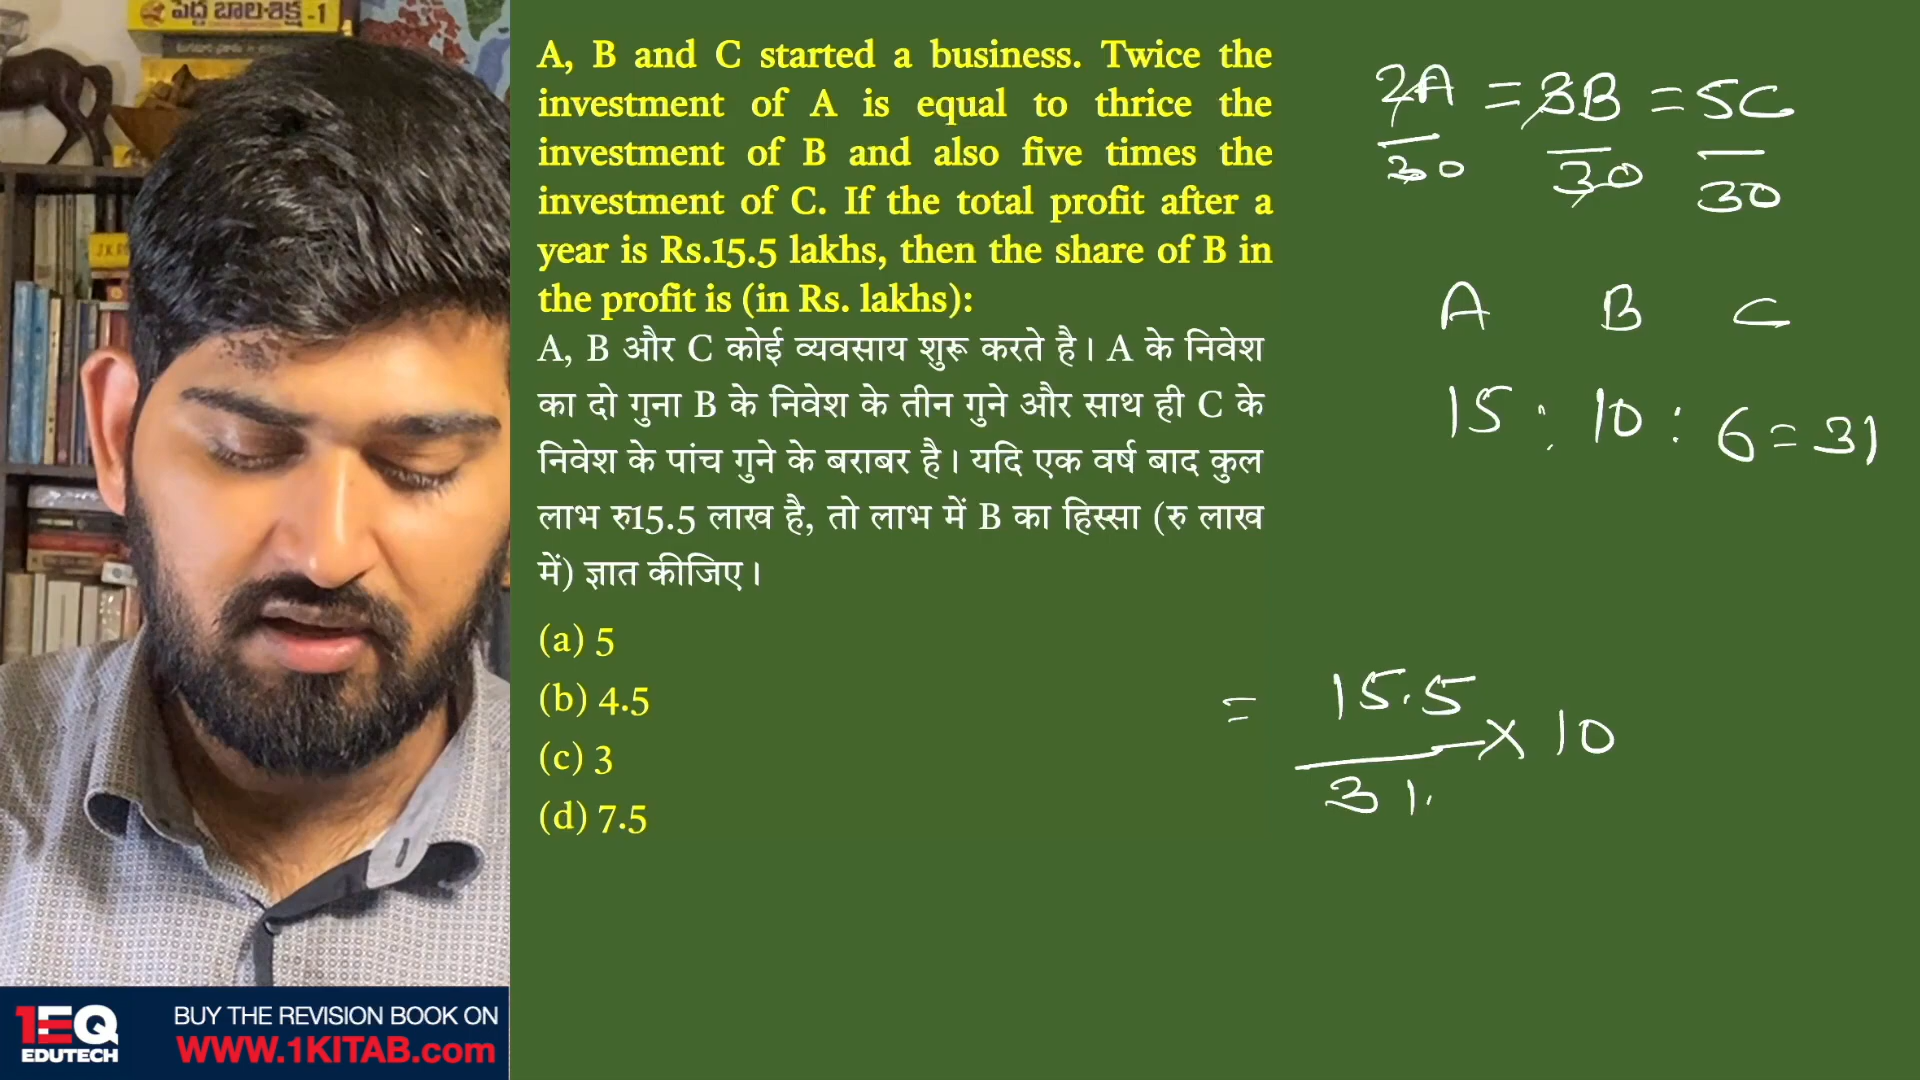 పెద్ద బాలశిక్ష -1
A, B and C started a business. Twice the
investment of A is equal to thrice the
investment of B and also five times the
investment of C. If the total profit after a
year is Rs.15.5 lakhs, then the share of B in
the profit is (in Rs. lakhs):
A, B और C कोई व्यवसाय शुरू करते है। A के निवेश
का दो गुना B के निवेश के तीन गुने और साथ ही C के
निवेश के पांच गुने के बराबर है। यदि एक वर्ष बाद कुल
लाभ रु15.5 लाख है, तो लाभ में B का हिस्सा (रु लाख
में) ज्ञात कीजिए।
(a) 5
(b) 4.5
(c) 3
(d) 7.5
2A = 3B = 5C
30 30 30
A B C
15 : 10 : 6 = 31
= 15.5 × 10
31
1EQ
EDUTECH
BUY THE REVISION BOOK ON
WWW.1KITAB.com